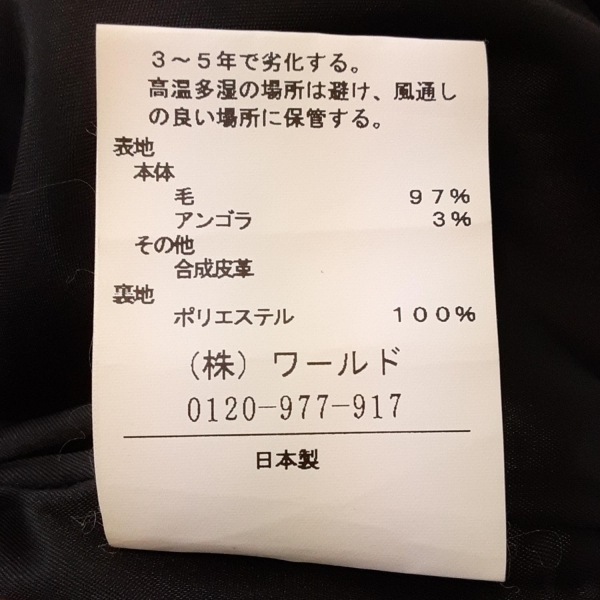 ３～５年で劣化する。
高温多湿の場所は避け、風通し
の良い場所に保管する。
表地
本体
毛 ９７％
アンゴラ ３％
その他
合成皮革
裏地
ポリエステル １００％
（株）ワールド
0120-977-917
日本製